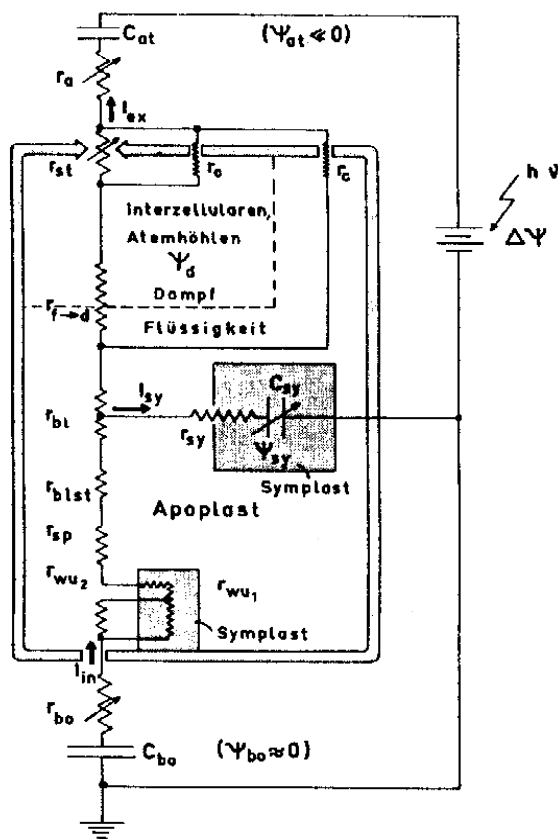 C_at (Ψ_at ≪ 0)
r_a
I_ex
r_st r_c r_c
h ν
Interzellularen,
Atemhöhlen
ΔΨ
Ψ_d
Dampf
r_f→d
Flüssigkeit
I_sy C_sy
r_bl r_sy
Ψ_sy
Symplast
r_blst
Apoplast
r_sp
r_wu₂ r_wu₁
Symplast
I_in
r_bo
C_bo (Ψ_bo ≈ 0)